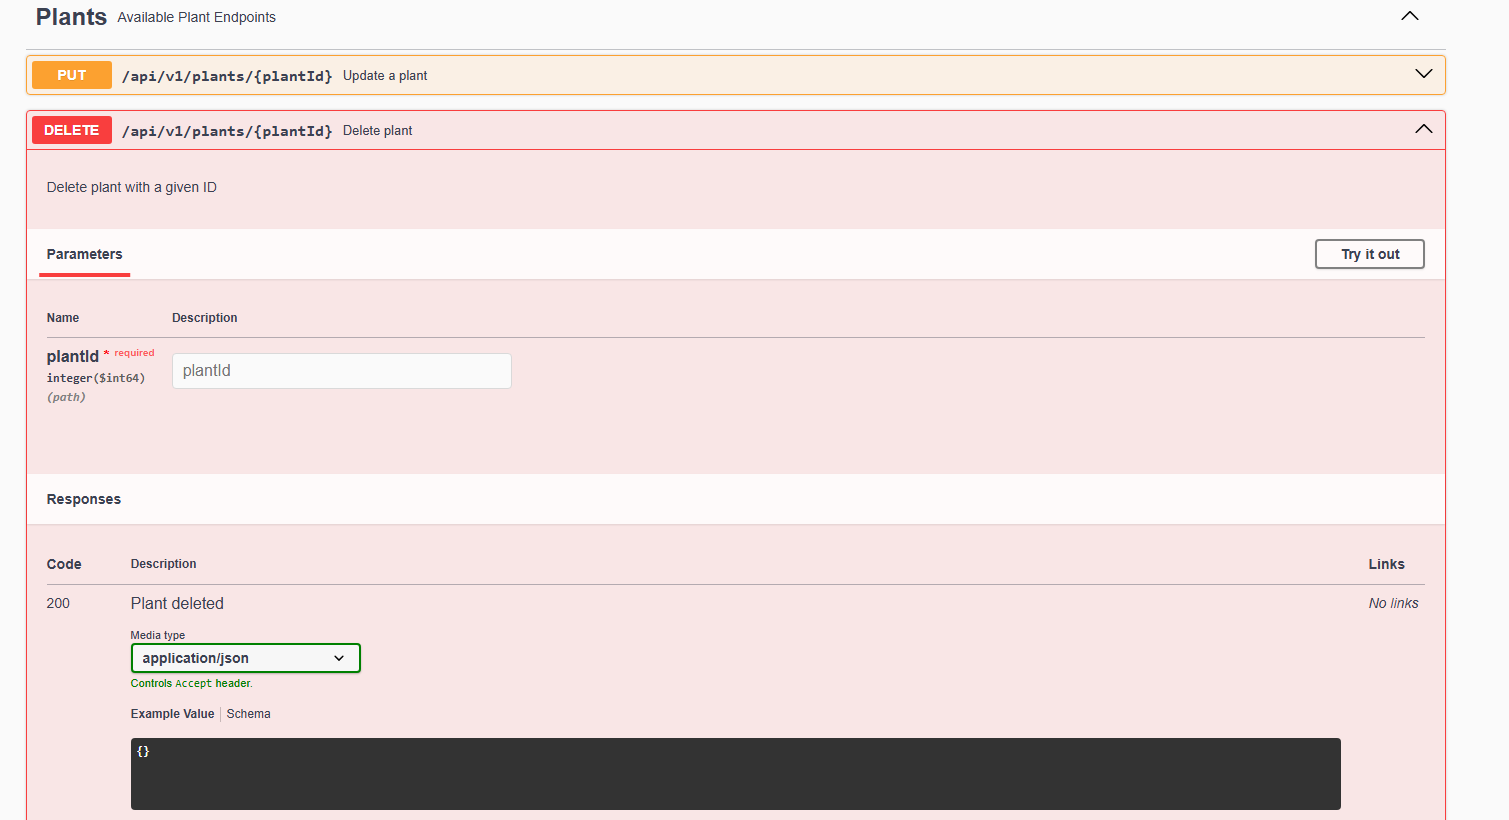 Plants Available Plant Endpoints
PUT /api/v1/plants/{plantId} Update a plant
DELETE /api/v1/plants/{plantId} Delete plant
Delete plant with a given ID
Parameters Try it out
Name Description
plantId * required
integer($int64)
(path)
plantId
Responses
Code Description Links
200 Plant deleted No links
Media type
application/json
Controls Accept header.
Example Value Schema
{}